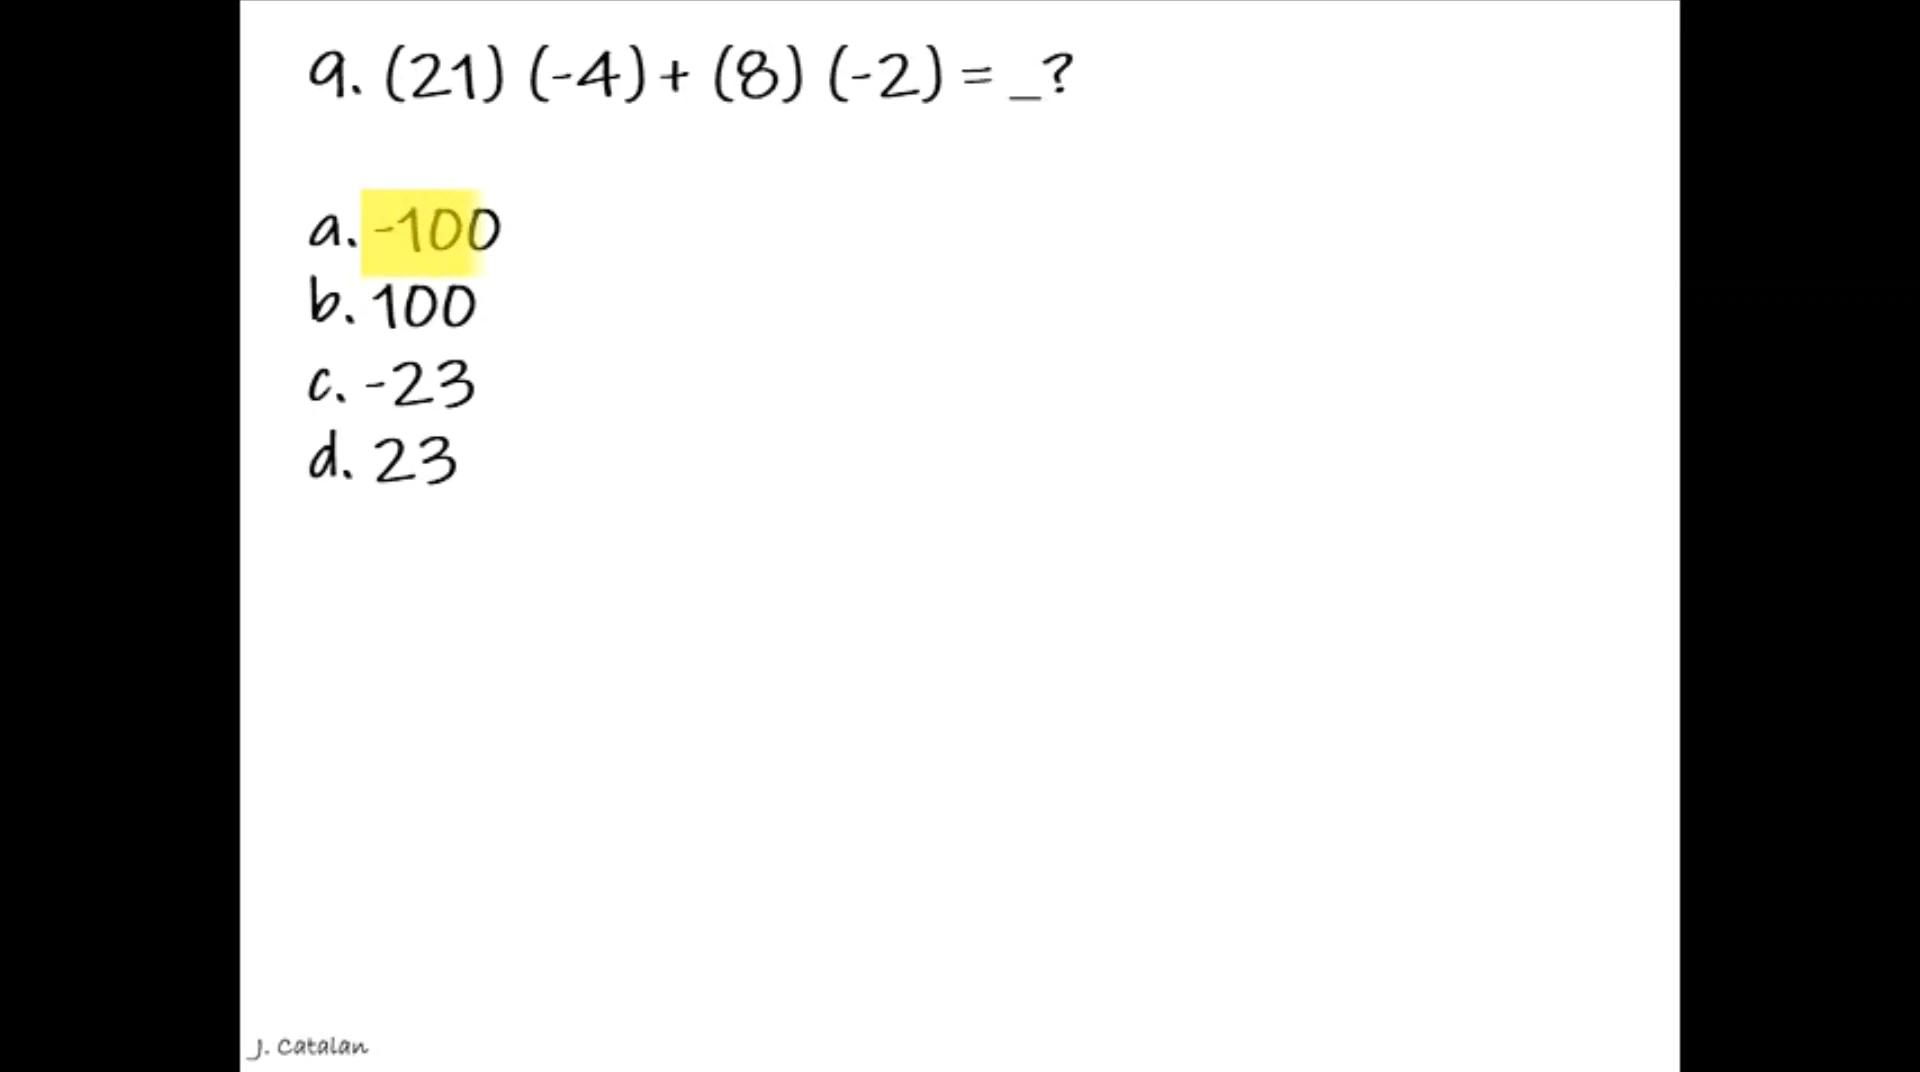 9. (21) (-4) + (8) (-2) = _?
a. -100
b. 100
c. -23
d. 23
J. Catalan